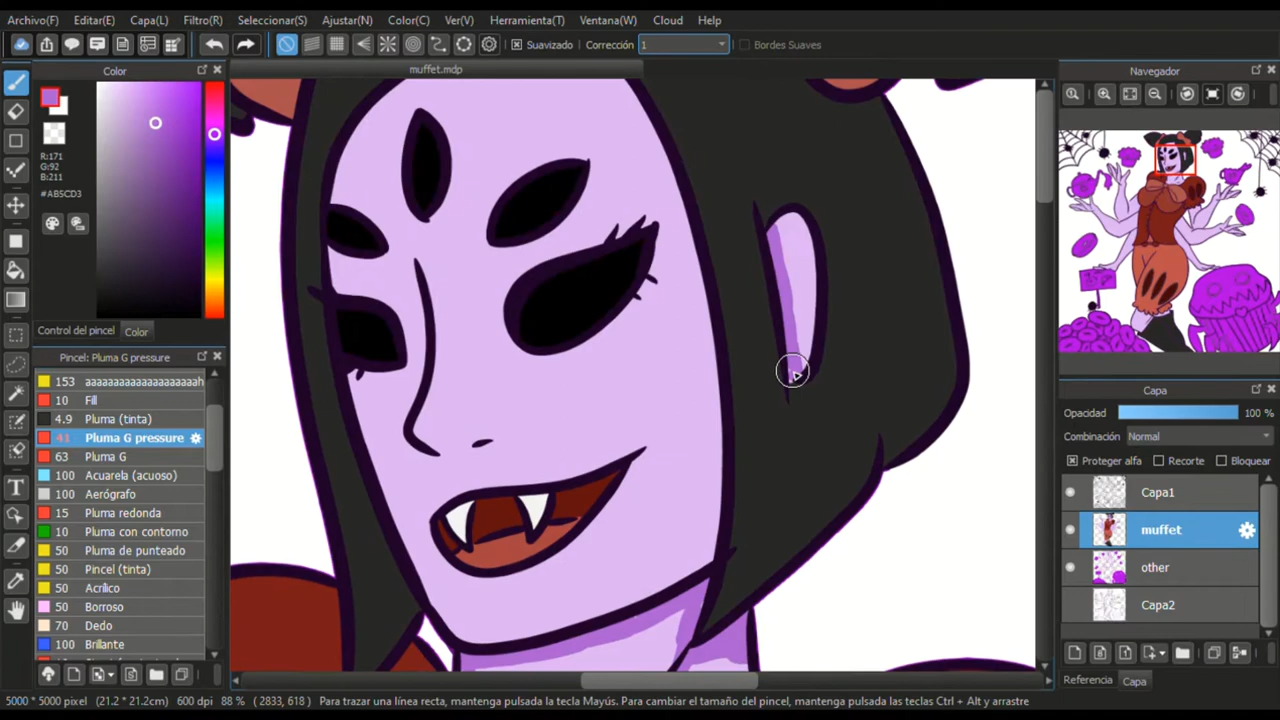 Archivo(F) Editar(E) Capa(L) Filtro(R) Seleccionar(S) Ajustar(N) Color(C) Ver(V) Herramienta(T) Ventana(W) Cloud Help
Suavizado Corrección 1 Bordes Suaves
Color
muffet.mdp
Navegador
R:171
G:92
B:211
#AB5CD3
Control del pincel Color
Pincel: Pluma G pressure
153 aaaaaaaaaaaaaaaaaaah
10 Fill
4.9 Pluma (tinta)
41 Pluma G pressure
63 Pluma G
100 Acuarela (acuoso)
100 Aerógrafo
15 Pluma redonda
10 Pluma con contorno
50 Pluma de punteado
50 Pincel (tinta)
50 Acrílico
50 Borroso
70 Dedo
100 Brillante
Capa
Opacidad 100 %
Combinación Normal
Proteger alfa Recorte Bloquear
Capa1
muffet
other
Capa2
Referencia Capa
5000 * 5000 pixel (21.2 * 21.2cm) 600 dpi 88 % ( 2833, 618 ) Para trazar una línea recta, mantenga pulsada la tecla Mayús. Para cambiar el tamaño del pincel, mantenga pulsadas las teclas Ctrl + Alt y arrastre